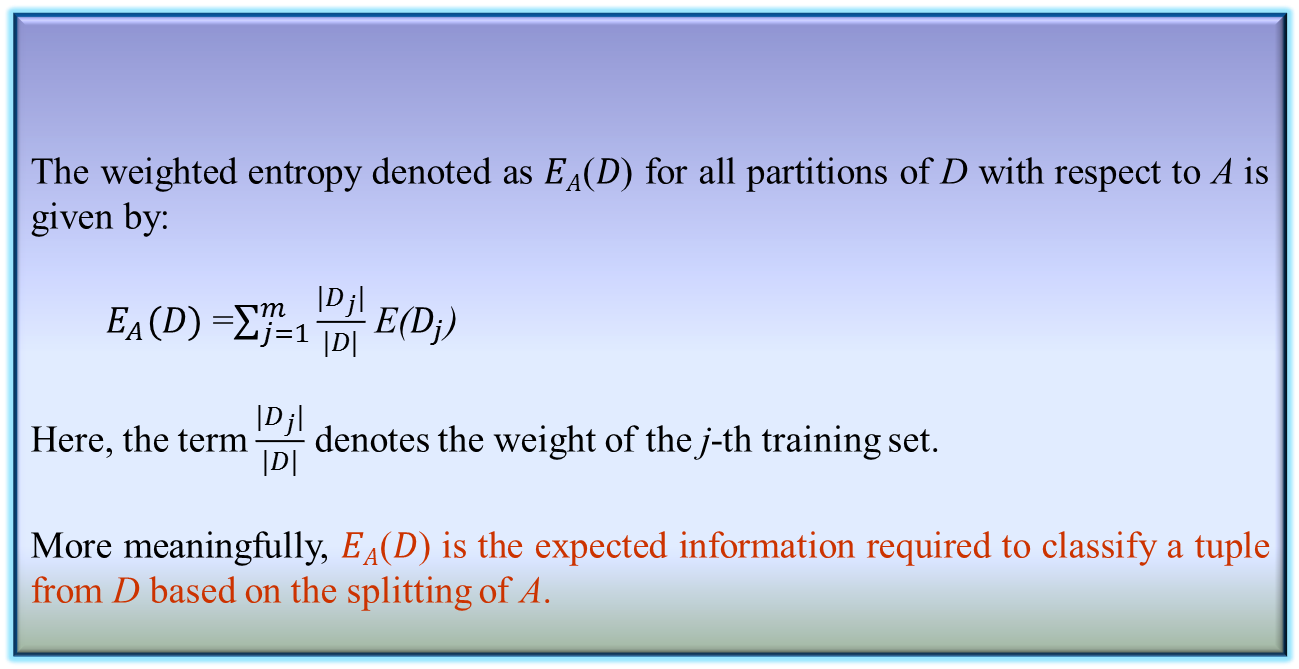 The weighted entropy denoted as 𝐸_𝐴(𝐷) for all partitions of D with respect to A is
given by:
𝐸_𝐴(𝐷) =∑_{𝑗=1}^{𝑚} |𝐷_𝑗|/|𝐷| E(D_j)
Here, the term |𝐷_𝑗|/|𝐷| denotes the weight of the j-th training set.
More meaningfully, 𝐸_𝐴(𝐷) is the expected information required to classify a tuple
from D based on the splitting of A.